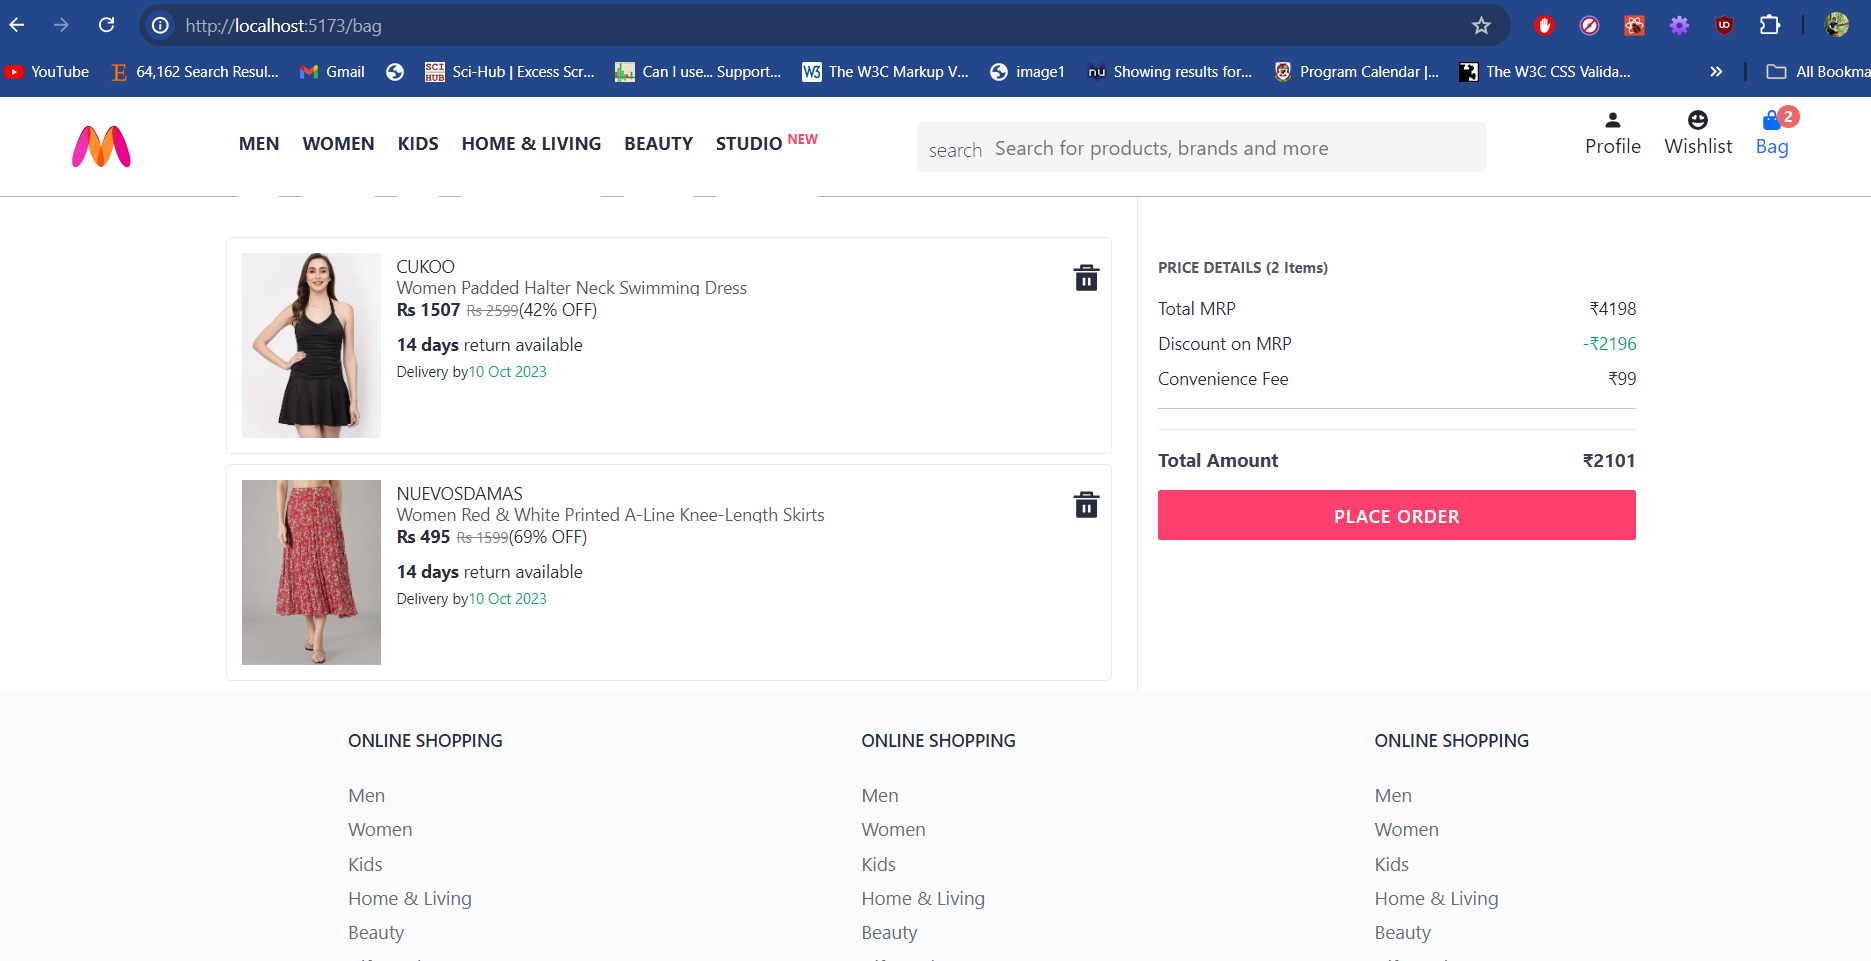 http://localhost:5173/bag
YouTube
64,162 Search Resul...
Gmail
SCI HUB
Sci-Hub | Excess Scr...
Can I use... Support...
W3
The W3C Markup V...
image1
nu
Showing results for...
Program Calendar |...
The W3C CSS Valida...
»
All Bookma
MEN
WOMEN
KIDS
HOME & LIVING
BEAUTY
STUDIO NEW
search
Search for products, brands and more
Profile
Wishlist
2
Bag
CUKOO
Women Padded Halter Neck Swimming Dress
Rs 1507 Rs 2599(42% OFF)
14 days return available
Delivery by10 Oct 2023
NUEVOSDAMAS
Women Red & White Printed A-Line Knee-Length Skirts
Rs 495 Rs 1599(69% OFF)
14 days return available
Delivery by10 Oct 2023
PRICE DETAILS (2 Items)
Total MRP ₹4198
Discount on MRP -₹2196
Convenience Fee ₹99
Total Amount ₹2101
PLACE ORDER
ONLINE SHOPPING
Men
Women
Kids
Home & Living
Beauty
ONLINE SHOPPING
Men
Women
Kids
Home & Living
Beauty
ONLINE SHOPPING
Men
Women
Kids
Home & Living
Beauty